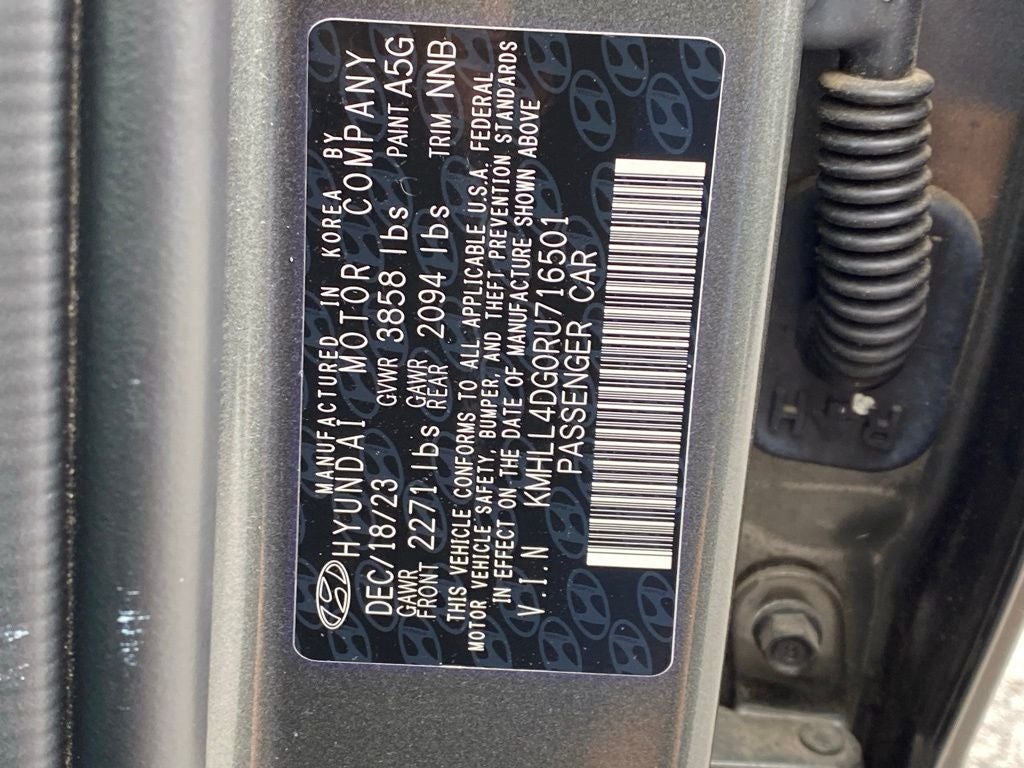 MANUFACTURED IN KOREA BY
HYUNDAI MOTOR COMPANY
DEC/18/23 GVWR 3858 lbs PAINT A5G
GAWR FRONT 2271 lbs GAWR REAR 2094 lbs TRIM NNB
THIS VEHICLE CONFORMS TO ALL APPLICABLE U.S.A. FEDERAL
MOTOR VEHICLE SAFETY, BUMPER, AND THEFT PREVENTION STANDARDS
IN EFFECT ON THE DATE OF MANUFACTURE SHOWN ABOVE
V.I.N KMHLL4DG0RU716501
PASSENGER CAR
R2H
8